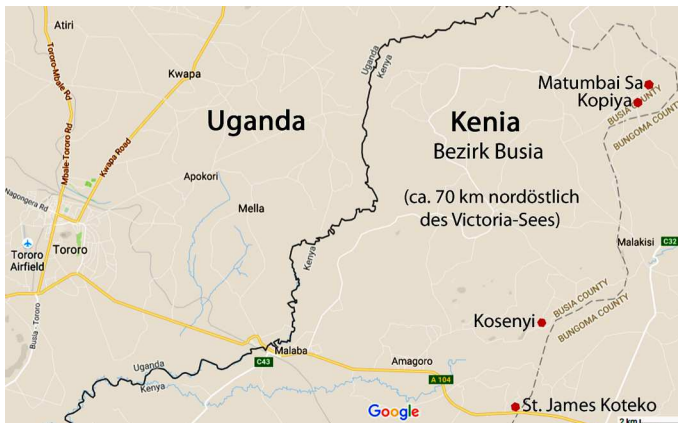 Atiri
Tororo-Mbale Rd
Kwapa
Uganda
Kenya
Matumbai Sa
Kopiya
BUSIA COUNTY
BUNGOMA COUNTY
Uganda
Kenia
Bezirk Busia
Mbale-Tororo Rd
Kwapa Road
Apokori
(ca. 70 km nordöstlich
des Victoria-Sees)
Nagongera Rd
Mella
Malakisi
C32
Tororo
Tororo
Airfield
Kenya
Busia - Tororo
BUSIA COUNTY
Kosenyi
BUNGOMA COUNTY
Malaba
Uganda
C43
Amagoro
Kenya
A 104
Google
St. James Koteko
2 km